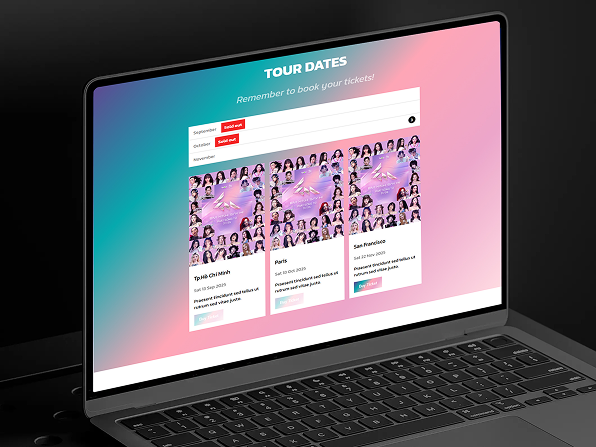 TOUR DATES
Remember to book your tickets!
September Sold out
October Sold out
November
Tp.Hồ Chí Minh
Sat 13 Sep 2025
Praesent tincidunt sed tellus ut
rutrum sed vitae justo.
Paris
Sat 10 Oct 2025
Praesent tincidunt sed tellus ut
rutrum sed vitae justo.
San Francisco
Sat 22 Nov 2025
Praesent tincidunt sed tellus ut
rutrum sed vitae justo.
Buy Ticket